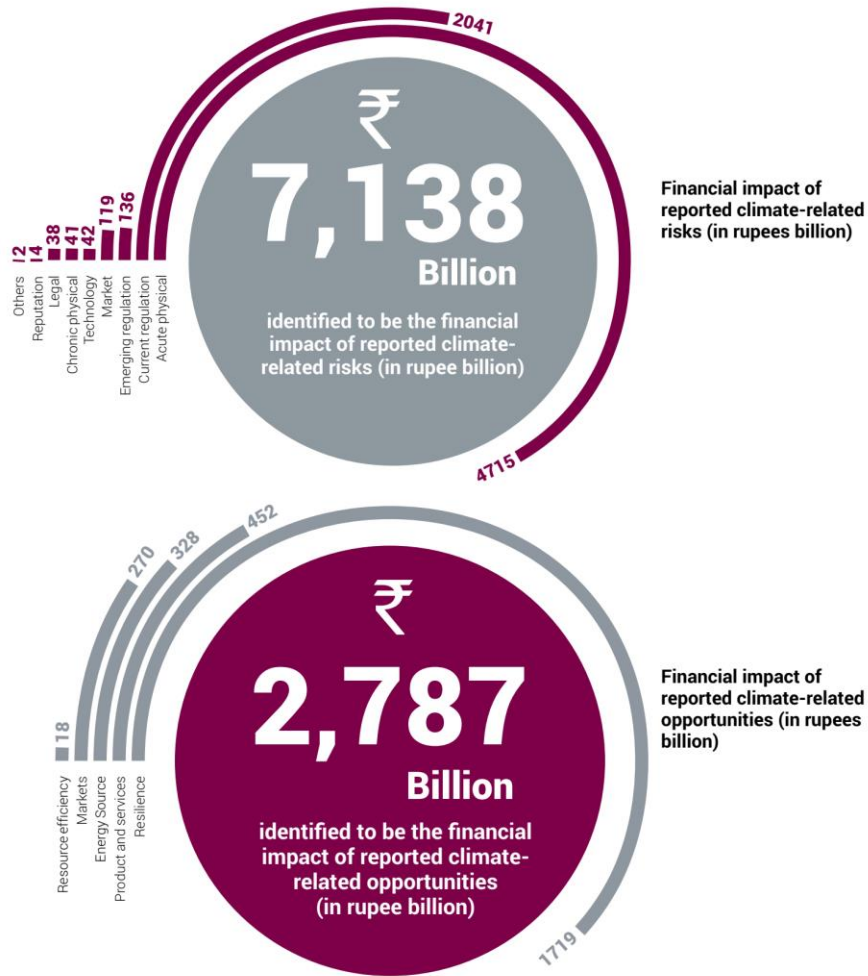 2041
2
4
38
41
42
119
136
Others
Reputation
Legal
Chronic physical
Technology
Market
Emerging regulation
Current regulation
Acute physical
₹
7,138
Billion
identified to be the financial
impact of reported climate-
related risks (in rupee billion)
4715
Financial impact of
reported climate-related
risks (in rupees billion)
18
270
328
452
Resource efficiency
Markets
Energy Source
Product and services
Resilience
₹
2,787
Billion
identified to be the financial
impact of reported climate-
related opportunities
(in rupee billion)
1719
Financial impact of
reported climate-related
opportunities (in rupees
billion)